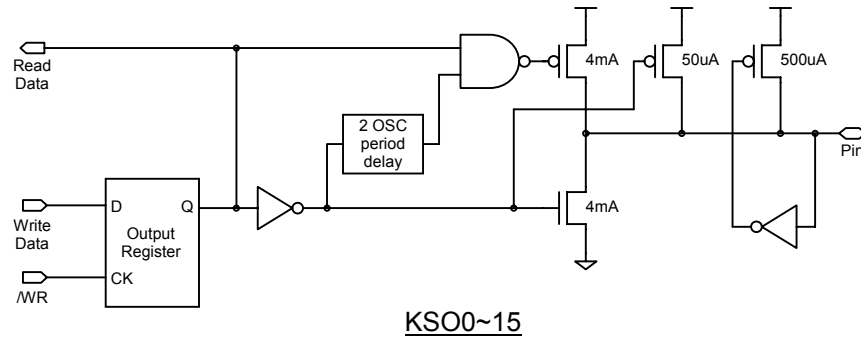 4mA
50uA
500uA
Read
Data
2 OSC
period
delay
Pin
D
Q
4mA
Write
Data
Output
Register
CK
/WR
KSO0~15